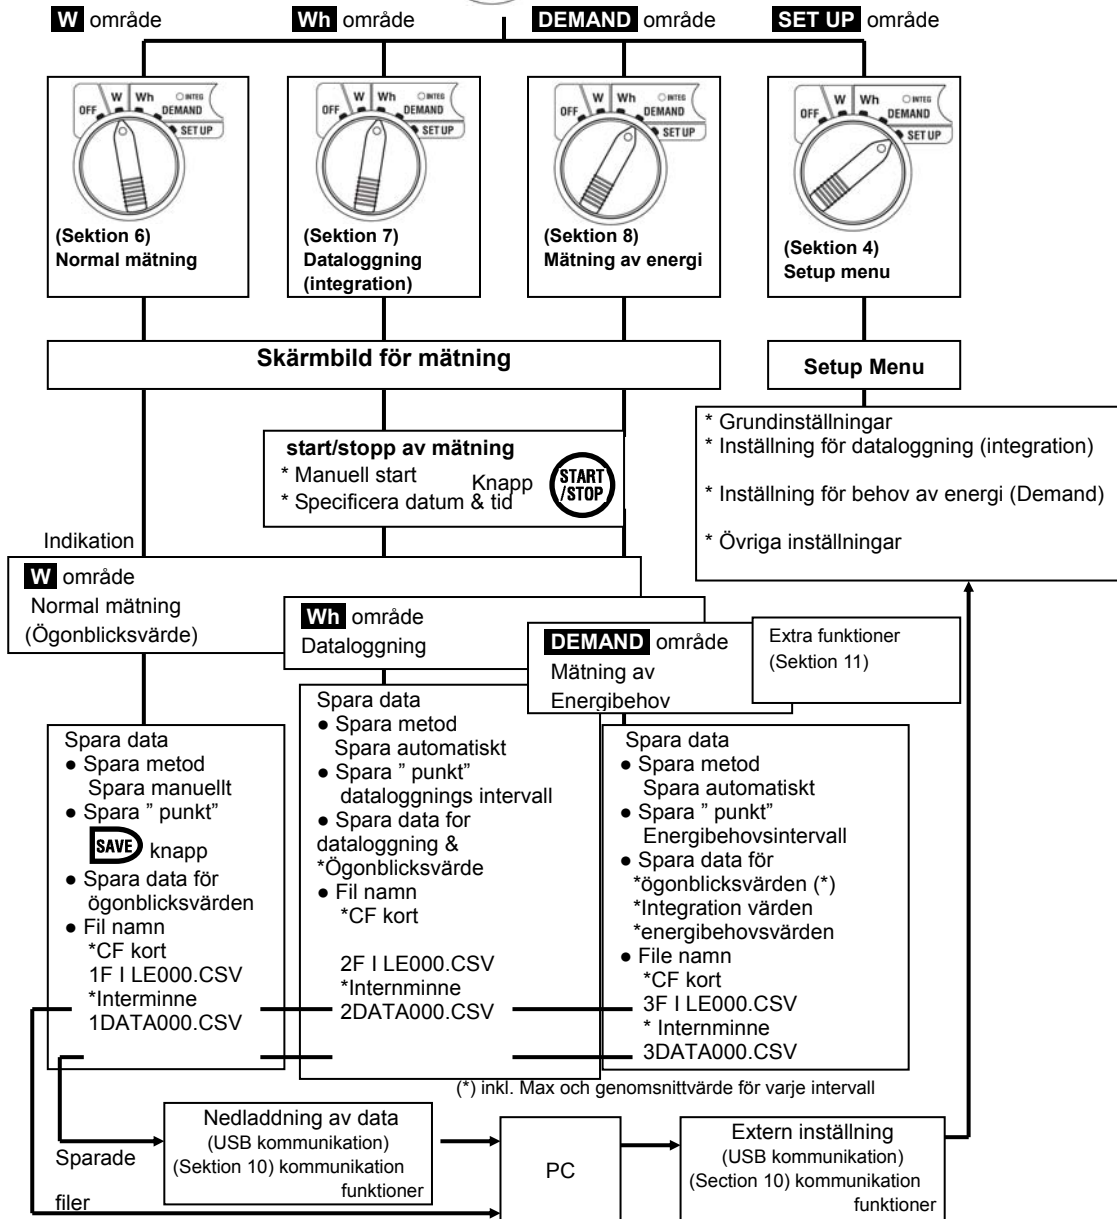 W område
Wh område
DEMAND område
SET UP område
OFF W Wh INTEG DEMAND SET UP
(Sektion 6)
Normal mätning
OFF W Wh INTEG DEMAND SET UP
(Sektion 7)
Dataloggning
(integration)
OFF W Wh INTEG DEMAND SET UP
(Sektion 8)
Mätning av energi
OFF W Wh INTEG DEMAND SET UP
(Sektion 4)
Setup menu
Skärmbild för mätning
Setup Menu
start/stopp av mätning
* Manuell start
* Specificera datum & tid
Knapp
START
/STOP
* Grundinställningar
* Inställning för dataloggning (integration)
* Inställning för behov av energi (Demand)
* Övriga inställningar
Indikation
W område
Normal mätning
(Ögonblicksvärde)
Wh område
Dataloggning
DEMAND område
Mätning av
Energibehov
Extra funktioner
(Sektion 11)
Spara data
● Spara metod
Spara manuellt
● Spara ” punkt”
SAVE knapp
● Spara data för
ögonblicksvärden
● Fil namn
*CF kort
1F I LE000.CSV
*Interminne
1DATA000.CSV
Spara data
● Spara metod
Spara automatiskt
● Spara ” punkt”
dataloggnings intervall
● Spara data for
dataloggning &
*Ögonblicksvärde
● Fil namn
*CF kort
2F I LE000.CSV
*Internminne
2DATA000.CSV
Spara data
● Spara metod
Spara automatiskt
● Spara ” punkt”
Energibehovsintervall
● Spara data för
*ögonblicksvärden (*)
*Integration värden
*energibehovsvärden
● File namn
*CF kort
3F I LE000.CSV
* Internminne
3DATA000.CSV
(*) inkl. Max och genomsnittvärde för varje intervall
Sparade
filer
Nedladdning av data
(USB kommunikation)
(Sektion 10) kommunikation
funktioner
PC
Extern inställning
(USB kommunikation)
(Section 10) kommunikation
funktioner